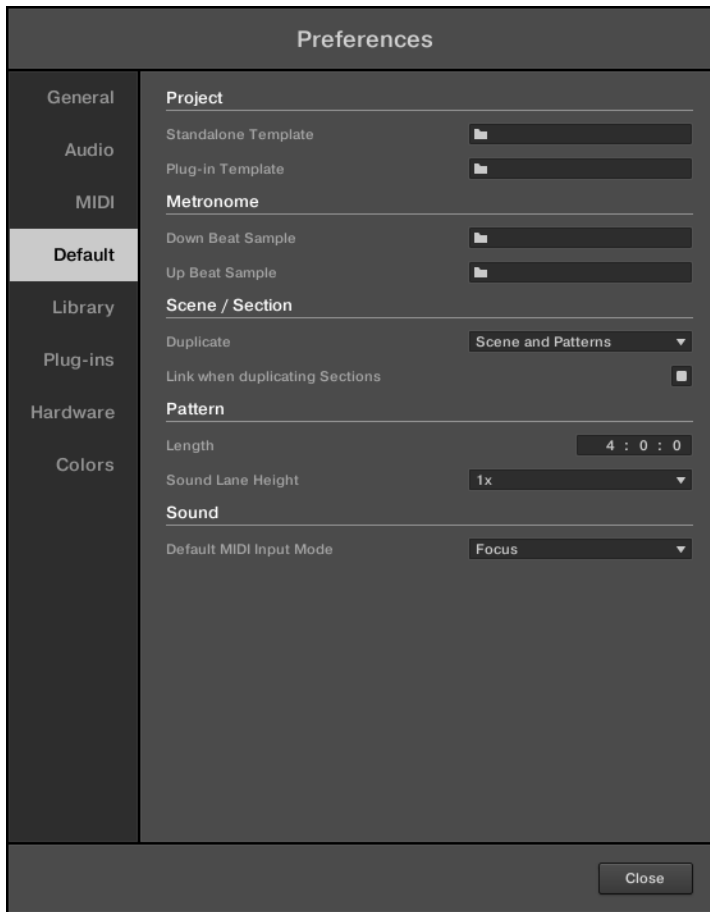 Preferences
General
Audio
MIDI
Default
Library
Plug-ins
Hardware
Colors
Project
Standalone Template
Plug-in Template
Metronome
Down Beat Sample
Up Beat Sample
Scene / Section
Duplicate Scene and Patterns
Link when duplicating Sections
Pattern
Length 4 : 0 : 0
Sound Lane Height 1x
Sound
Default MIDI Input Mode Focus
Close